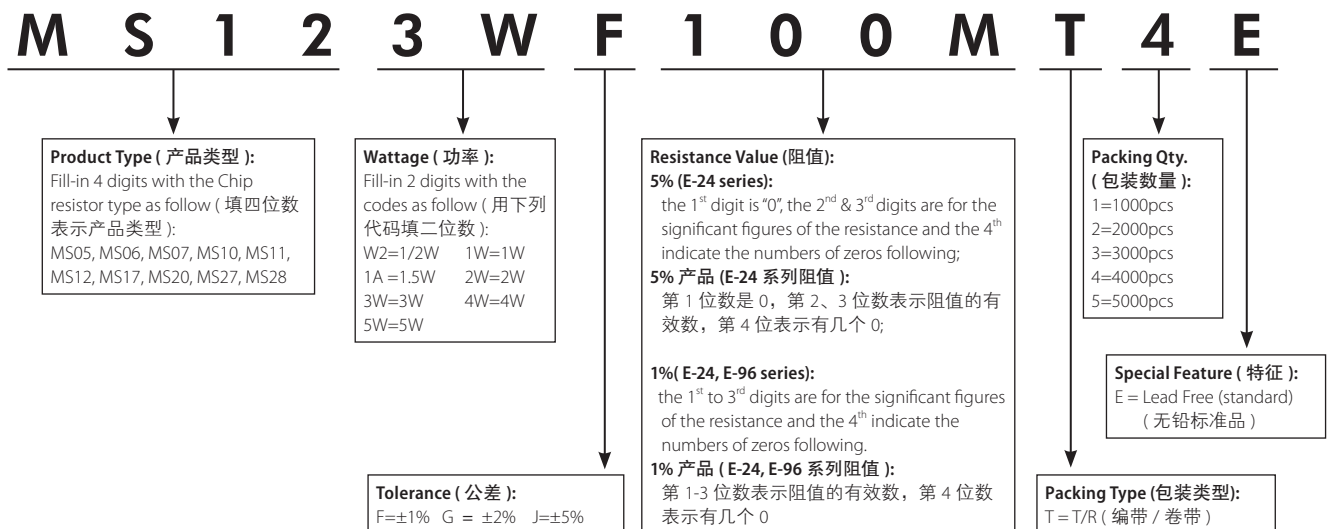 M S 1 2 3 W F 1 0 0 M T 4 E
Product Type ( 产品类型 ):
Fill-in 4 digits with the Chip
resistor type as follow ( 填四位数
表示产品类型 ):
MS05, MS06, MS07, MS10, MS11,
MS12, MS17, MS20, MS27, MS28
Wattage ( 功率 ):
Fill-in 2 digits with the
codes as follow ( 用下列
代码填二位数 ):
W2=1/2W 1W=1W
1A =1.5W 2W=2W
3W=3W 4W=4W
5W=5W
Tolerance ( 公差 ):
F=±1% G = ±2% J=±5%
Resistance Value (阻值):
5% (E-24 series):
the 1st digit is "0", the 2nd & 3rd digits are for the
significant figures of the resistance and the 4th
indicate the numbers of zeros following;
5% 产品 (E-24 系列阻值 ):
第 1 位数是 0，第 2、3 位数表示阻值的有
效数，第 4 位表示有几个 0;
1%( E-24, E-96 series):
the 1st to 3rd digits are for the significant figures
of the resistance and the 4th indicate the
numbers of zeros following.
1% 产品 ( E-24, E-96 系列阻值 ):
第 1-3 位数表示阻值的有效数，第 4 位数
表示有几个 0
Packing Qty.
( 包装数量 ):
1=1000pcs
2=2000pcs
3=3000pcs
4=4000pcs
5=5000pcs
Special Feature ( 特征 ):
E = Lead Free (standard)
( 无铅标准品 )
Packing Type (包装类型):
T = T/R ( 编带 / 卷带 )